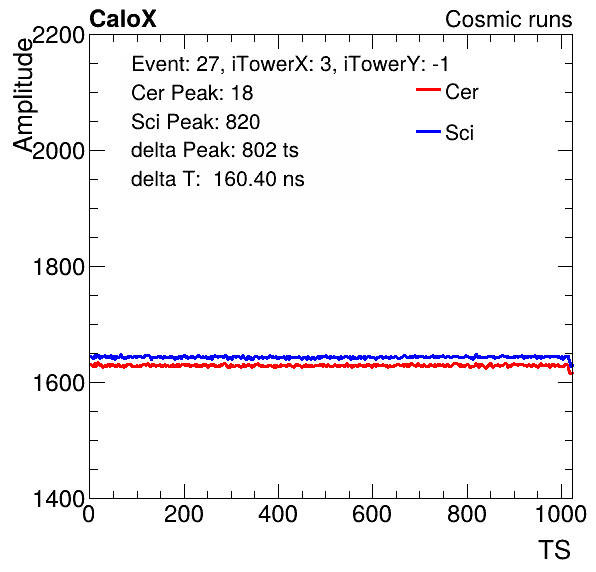 CaloX
Cosmic runs
Amplitude
2200
2000
1800
1600
1400
Event: 27, iTowerX: 3, iTowerY: -1
Cer Peak: 18
Sci Peak: 820
delta Peak: 802 ts
delta T:  160.40 ns
Cer
Sci
0 200 400 600 800 1000
TS